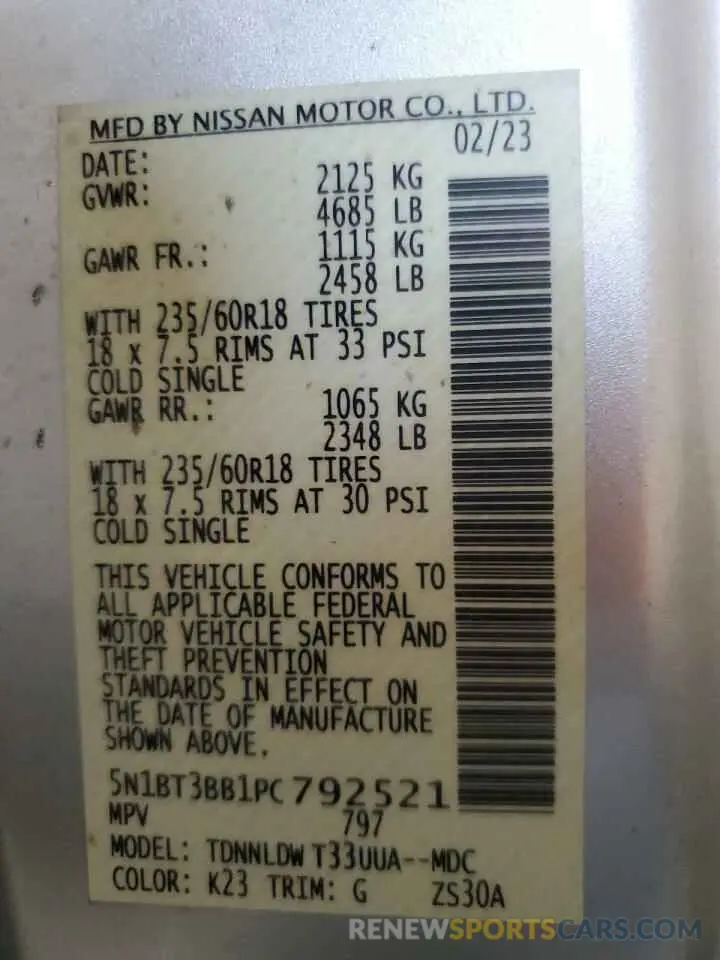 MFD BY NISSAN MOTOR CO., LTD.
DATE: 02/23
GVWR: 2125 KG
4685 LB
GAWR FR.: 1115 KG
2458 LB
WITH 235/60R18 TIRES
18 x 7.5 RIMS AT 33 PSI
COLD SINGLE
GAWR RR.: 1065 KG
2348 LB
WITH 235/60R18 TIRES
18 x 7.5 RIMS AT 30 PSI
COLD SINGLE
THIS VEHICLE CONFORMS TO
ALL APPLICABLE FEDERAL
MOTOR VEHICLE SAFETY AND
THEFT PREVENTION
STANDARDS IN EFFECT ON
THE DATE OF MANUFACTURE
SHOWN ABOVE.
5N1BT3BB1PC792521
MPV 797
MODEL: TDNNLDW T33UUA--MDC
COLOR: K23 TRIM: G ZS30A
RENEWSPORTSCARS.COM